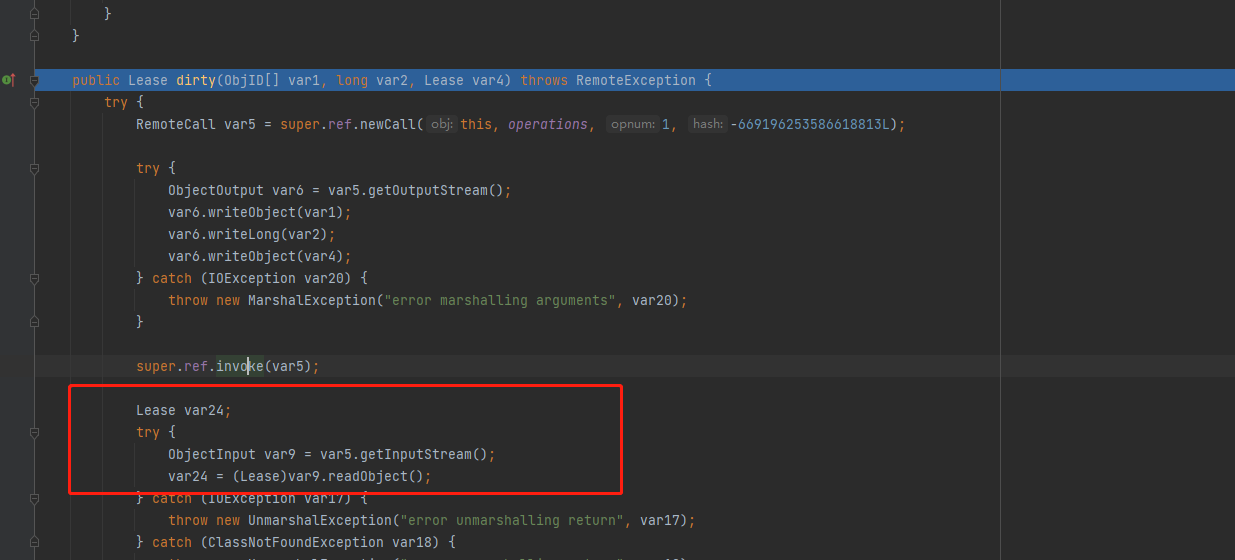 }
}
public Lease dirty(ObjID[] var1, long var2, Lease var4) throws RemoteException {
try {
RemoteCall var5 = super.ref.newCall( obj: this, operations, opnum: 1, hash: -669196253586618813L);
try {
ObjectOutput var6 = var5.getOutputStream();
var6.writeObject(var1);
var6.writeLong(var2);
var6.writeObject(var4);
} catch (IOException var20) {
throw new MarshalException("error marshalling arguments", var20);
}
super.ref.invoke(var5);
Lease var24;
try {
ObjectInput var9 = var5.getInputStream();
var24 = (Lease)var9.readObject();
} catch (IOException var17) {
throw new UnmarshalException("error unmarshalling return", var17);
} catch (ClassNotFoundException var18) {